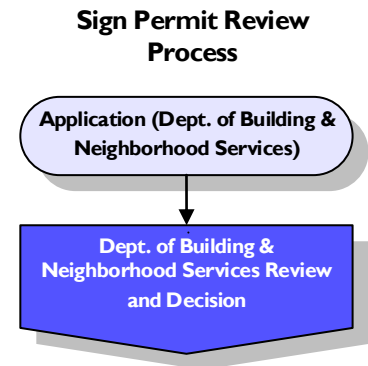 Sign Permit Review
Process
Application (Dept. of Building &
Neighborhood Services)
Dept. of Building &
Neighborhood Services Review
and Decision